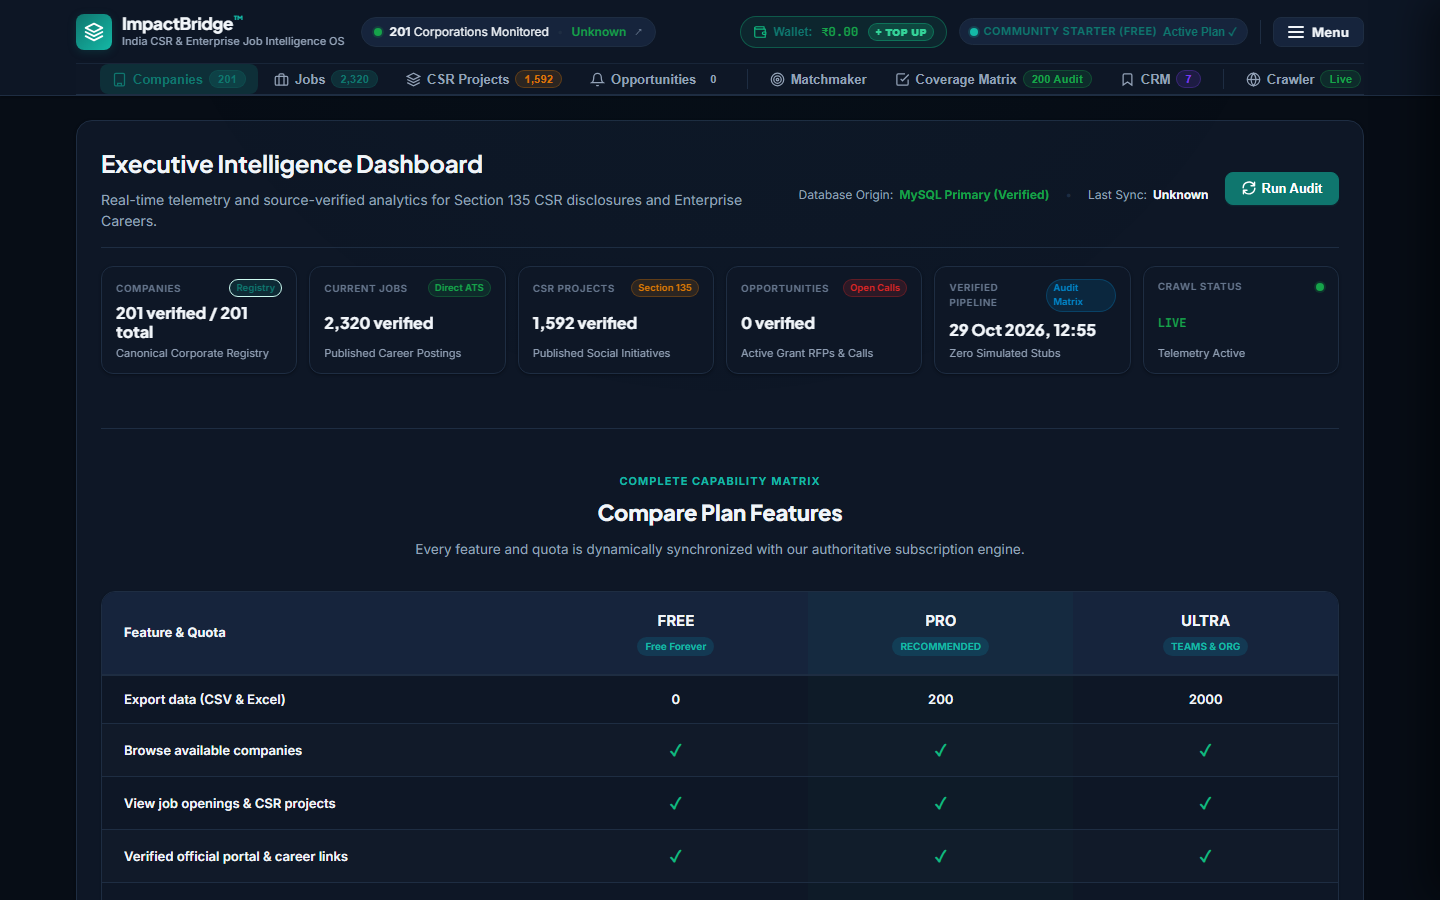 ImpactBridge™
India CSR & Enterprise Job Intelligence OS
201 Corporations Monitored · Unknown ↗
Wallet: ₹0.00 + TOP UP
COMMUNITY STARTER (FREE) Active Plan ✓
Menu
Companies 201
Jobs 2,320
CSR Projects 1,592
Opportunities 0
Matchmaker
Coverage Matrix 200 Audit
CRM 7
Crawler Live
Executive Intelligence Dashboard
Real-time telemetry and source-verified analytics for Section 135 CSR disclosures and Enterprise
Careers.
Database Origin: MySQL Primary (Verified) • Last Sync: Unknown
Run Audit
COMPANIES Registry
201 verified / 201
total
Canonical Corporate Registry
CURRENT JOBS Direct ATS
2,320 verified
Published Career Postings
CSR PROJECTS Section 135
1,592 verified
Published Social Initiatives
OPPORTUNITIES Open Calls
0 verified
Active Grant RFPs & Calls
VERIFIED
PIPELINE
Audit
Matrix
29 Oct 2026, 12:55
Zero Simulated Stubs
CRAWL STATUS
LIVE
Telemetry Active
COMPLETE CAPABILITY MATRIX
Compare Plan Features
Every feature and quota is dynamically synchronized with our authoritative subscription engine.
Feature & Quota
FREE
Free Forever
PRO
RECOMMENDED
ULTRA
TEAMS & ORG
Export data (CSV & Excel) 0 200 2000
Browse available companies ✓ ✓ ✓
View job openings & CSR projects ✓ ✓ ✓
Verified official portal & career links ✓ ✓ ✓